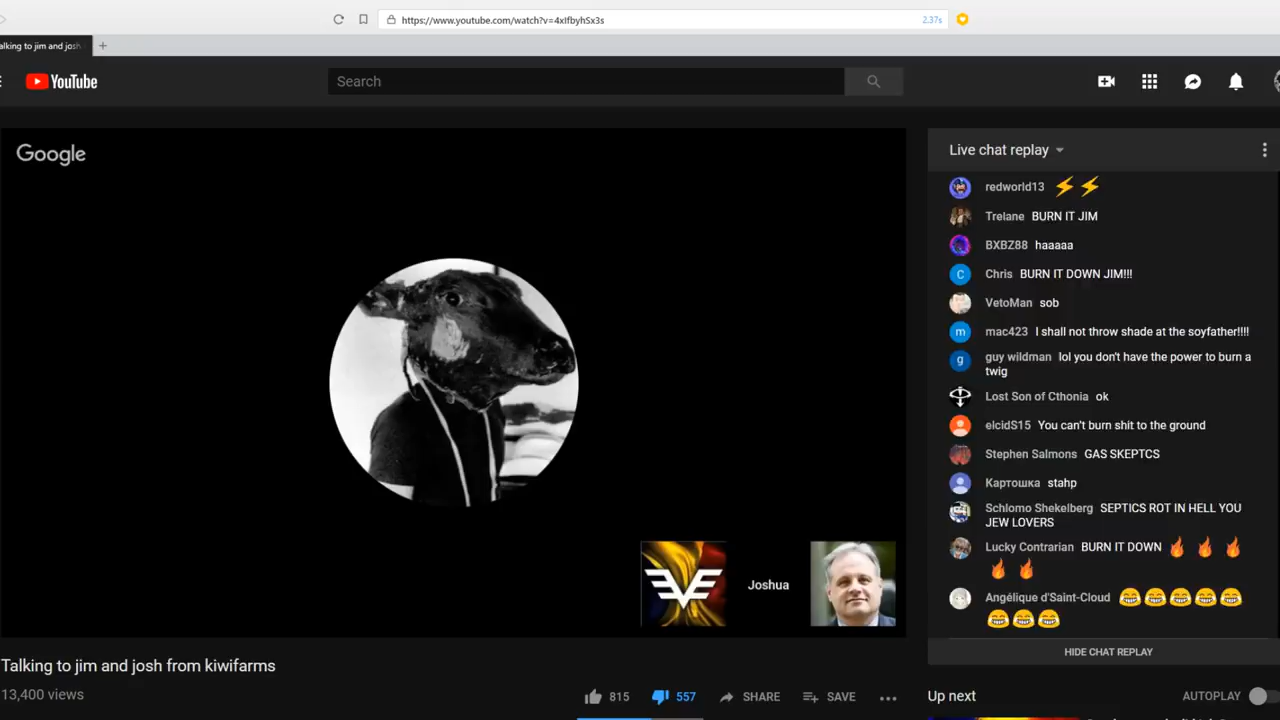 https://www.youtube.com/watch?v=4xIfbyhSx3s
2.37s
alking to jim and josh
YouTube
Search
Google
Joshua
Live chat replay
redworld13 ⚡⚡
Trelane BURN IT JIM
BXBZ88 haaaaa
C
Chris BURN IT DOWN JIM!!!
VetoMan sob
m
mac423 I shall not throw shade at the soyfather!!!!
g
guy wildman lol you don't have the power to burn a
twig
Lost Son of Cthonia ok
elcidS15 You can't burn shit to the ground
Stephen Salmons GAS SKEPTCS
Картошка stahp
Schlomo Shekelberg SEPTICS ROT IN HELL YOU
JEW LOVERS
Lucky Contrarian BURN IT DOWN 🔥🔥🔥
🔥🔥
Angélique d'Saint-Cloud 😂😂😂😂😂
😂😂😂
HIDE CHAT REPLAY
Talking to jim and josh from kiwifarms
13,400 views
815
557
SHARE
SAVE
Up next
AUTOPLAY